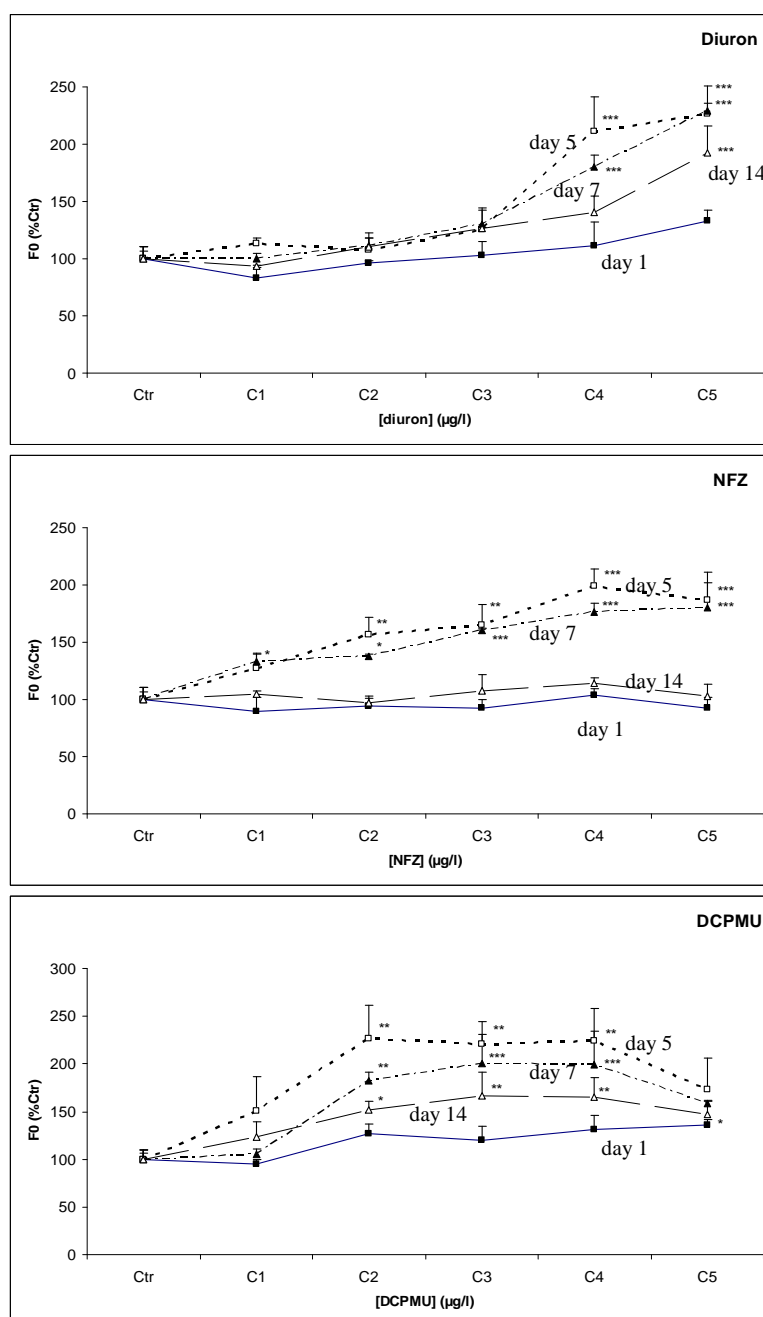 Diuron
250
200
150
100
50
0
F0 (%Ctr)
***
***
***
***
***
day 5
day 7
day 14
day 1
Ctr C1 C2 C3 C4 C5
[diuron] (µg/l)
NFZ
250
200
150
100
50
0
F0 (%Ctr)
*
**
*
**
***
***
***
***
***
day 5
day 7
day 14
day 1
Ctr C1 C2 C3 C4 C5
[NFZ] (µg/l)
DCPMU
300
250
200
150
100
50
0
F0 (%Ctr)
**
**
*
**
***
**
**
***
**
*
day 5
day 7
day 14
day 1
Ctr C1 C2 C3 C4 C5
[DCPMU] (µg/l)